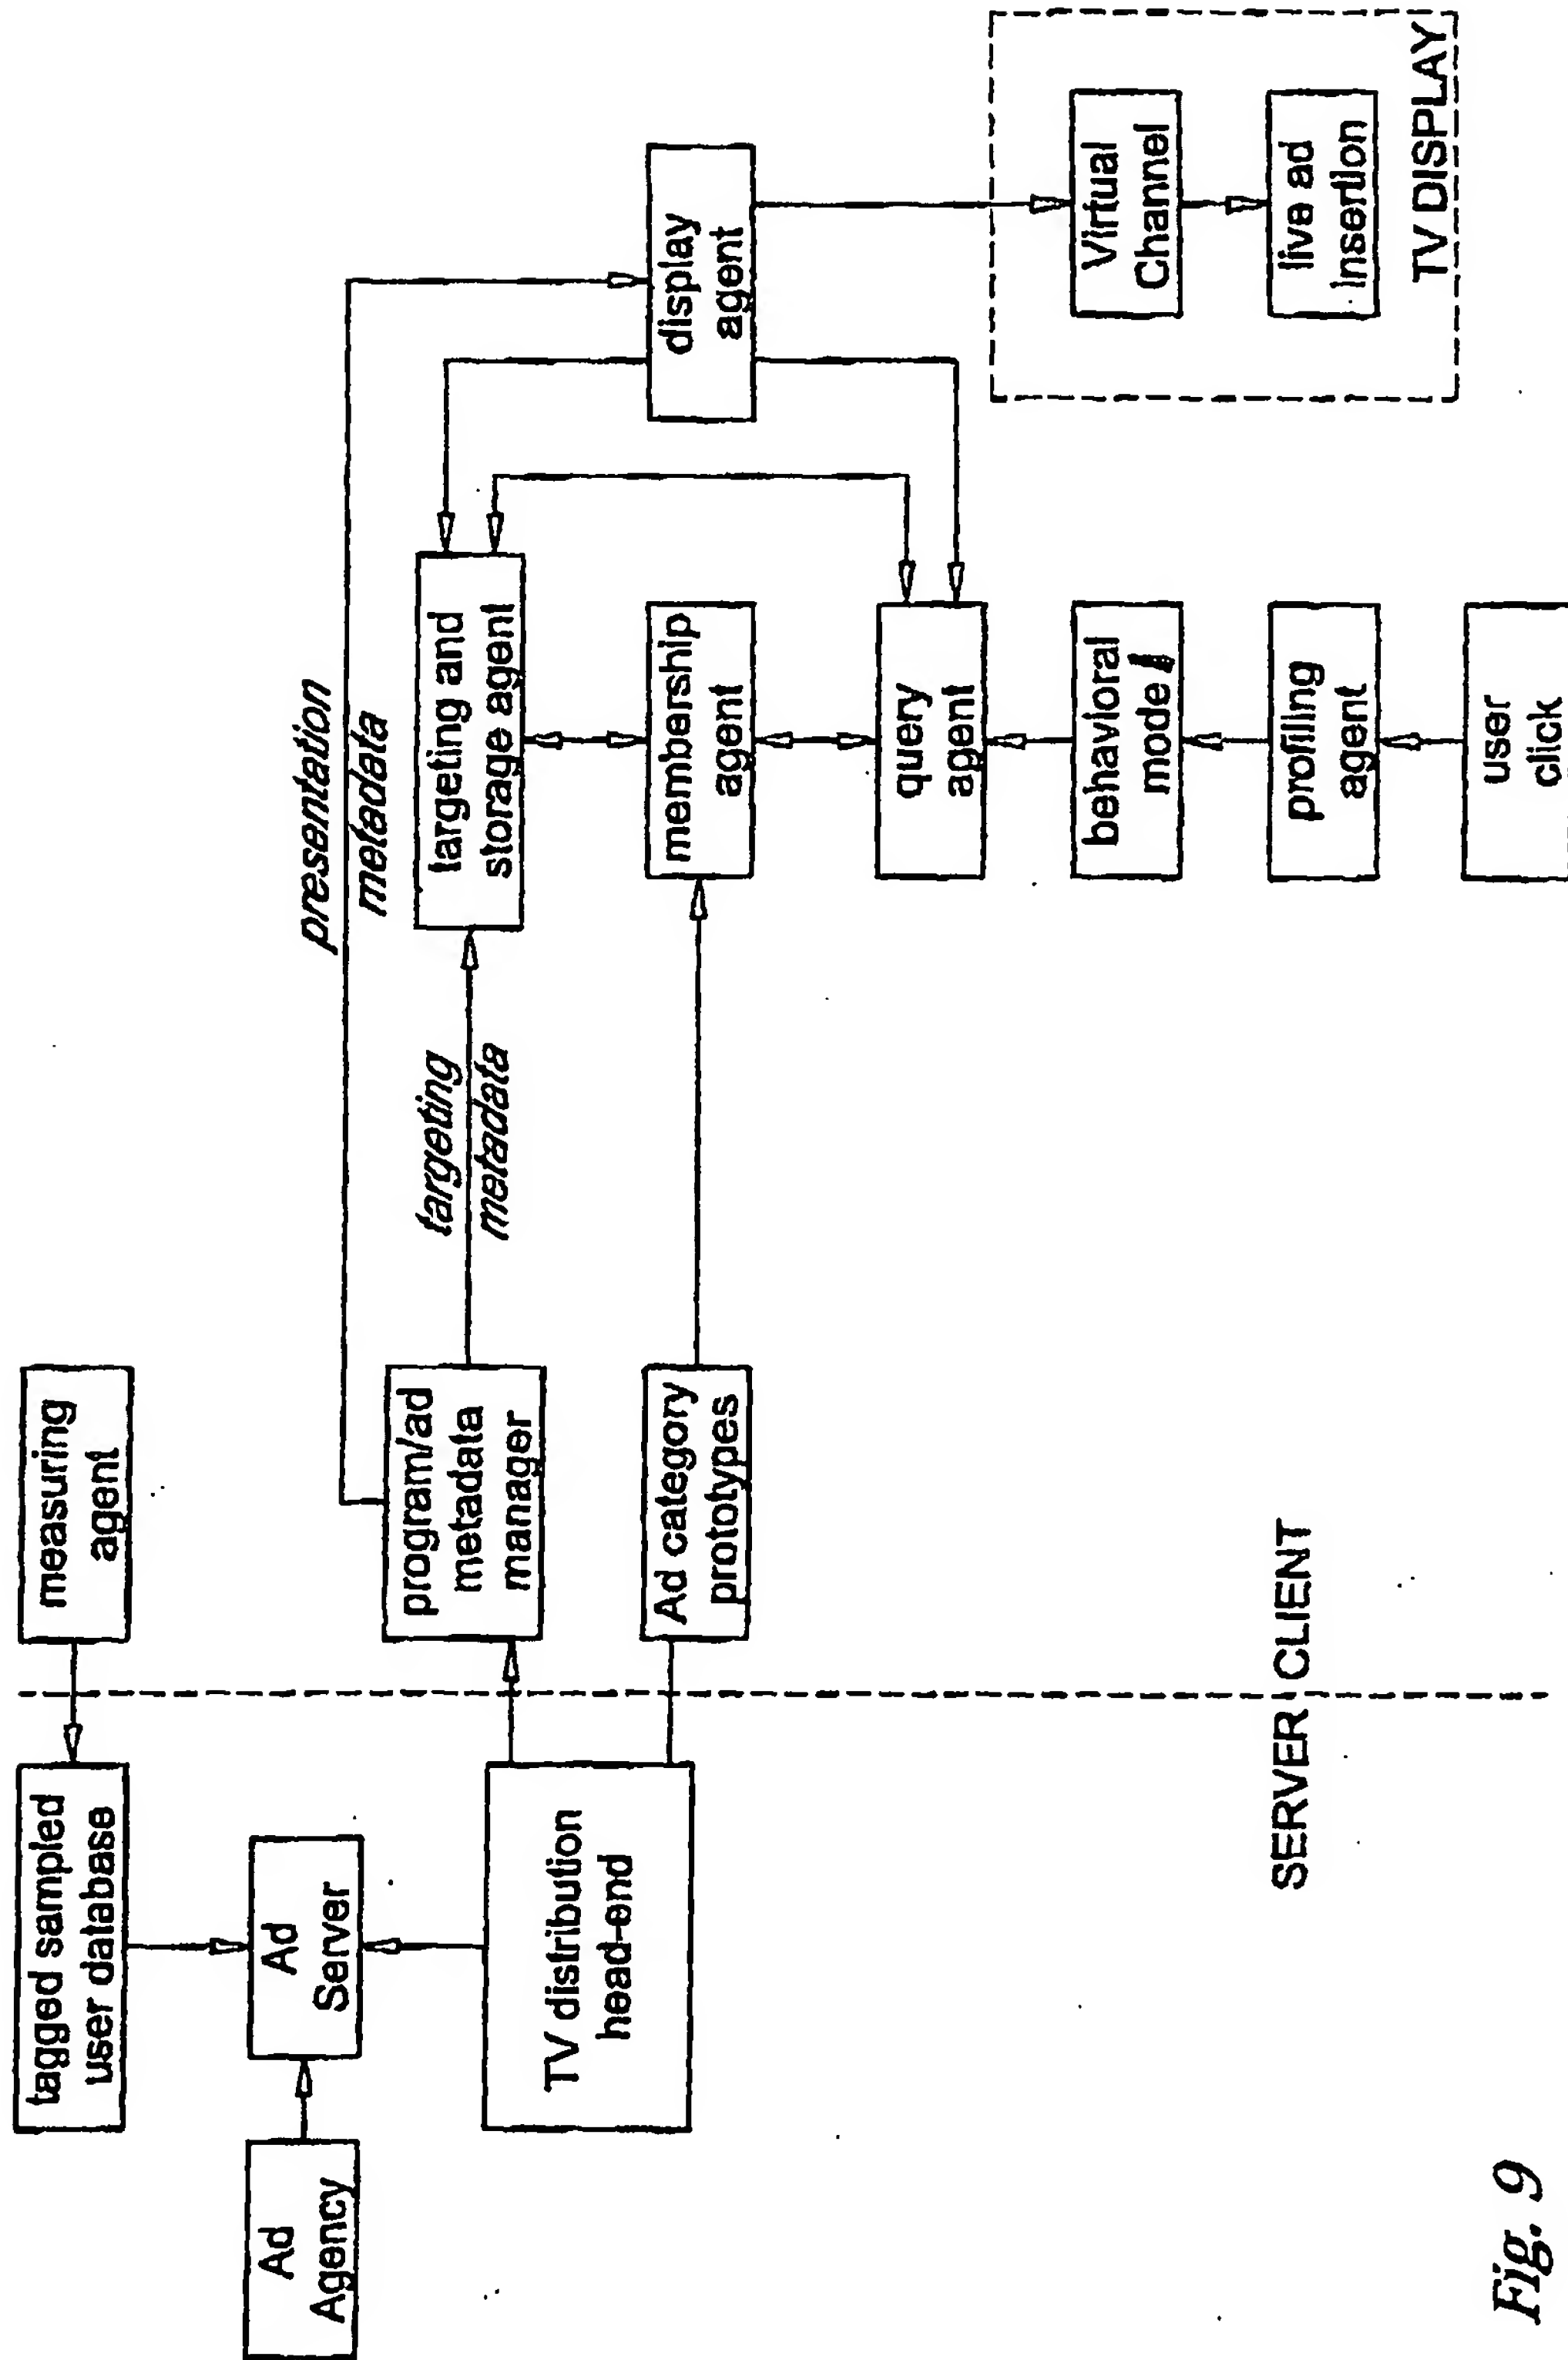 tagged sampled
user database
measuring
agent
Ad
Agency
Ad
Server
presentation
metadata
program/ad
metadata
manager
targeting
metadata
targeting and
storage agent
TV distribution
head-end
Ad category
prototypes
membership
agent
display
agent
query
agent
behavioral
model
Virtual
Channel
profiling
agent
live ad
insertion
user
click
TV DISPLAY
SERVER
CLIENT
Fig. 9